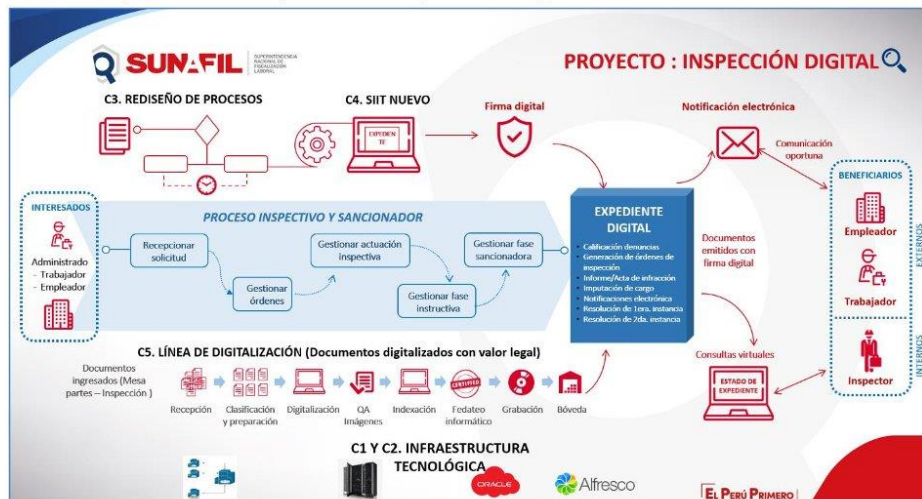 SUNAFIL
SUPERINTENDENCIA
NACIONAL DE
FISCALIZACIÓN
LABORAL
PROYECTO : INSPECCIÓN DIGITAL
C3. REDISEÑO DE PROCESOS
C4. SIIT NUEVO
EXPEDIEN
TE
Firma digital
Notificación electrónica
Comunicación
oportuna
INTERESADOS
Administrado
- Trabajador
- Empleador
PROCESO INSPECTIVO Y SANCIONADOR
Recepcionar
solicitud
Gestionar
órdenes
Gestionar actuación
inspectiva
Gestionar fase
instructiva
Gestionar fase
sancionadora
EXPEDIENTE
DIGITAL
• Calificación denuncias
• Generación de órdenes de
inspección
• Informe/Acta de infracción
• Imputación de cargo
• Notificaciones electrónica
• Resolución de 1era. instancia
• Resolución de 2da. instancia
Documentos
emitidos con
firma digital
BENEFICIARIOS
Empleador
Trabajador
EXTERNOS
Inspector
INTERNOS
Consultas virtuales
ESTADO DE
EXPEDIENTE
C5. LÍNEA DE DIGITALIZACIÓN (Documentos digitalizados con valor legal)
Documentos
ingresados (Mesa
partes – Inspección )
Recepción
Clasificación
y preparación
Digitalización
QA
Imágenes
Indexación
CERTIFIED
Fedateo
informático
Grabación
Bóveda
C1 Y C2. INFRAESTRUCTURA
TECNOLÓGICA
ORACLE
Alfresco
EL PERÚ PRIMERO